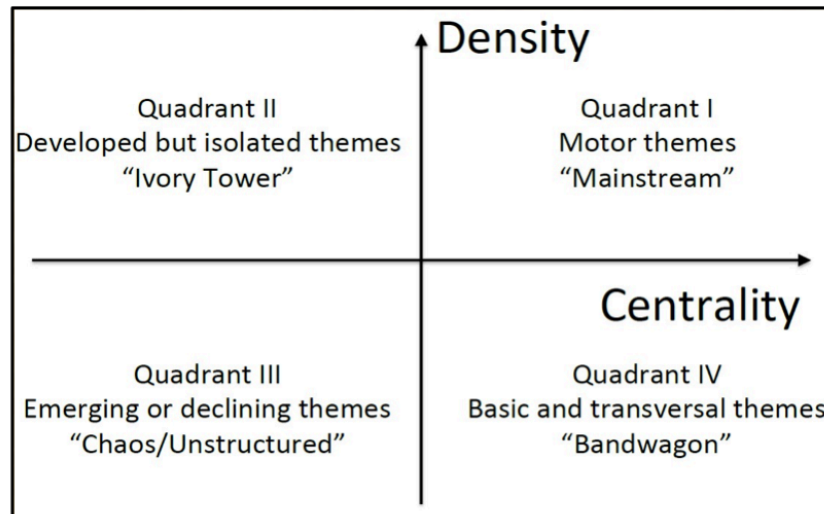 Density
Quadrant II
Developed but isolated themes
“Ivory Tower”
Quadrant I
Motor themes
“Mainstream”
Centrality
Quadrant III
Emerging or declining themes
“Chaos/Unstructured”
Quadrant IV
Basic and transversal themes
“Bandwagon”